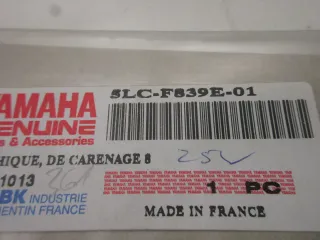 5LC-F839E-01
YAMAHA
GENUINE
Parts & Accessories
HIQUE, DE CARENAGE 8
1013
1 PC
BK INDUSTRIE
ENTIN FRANCE
MADE IN FRANCE